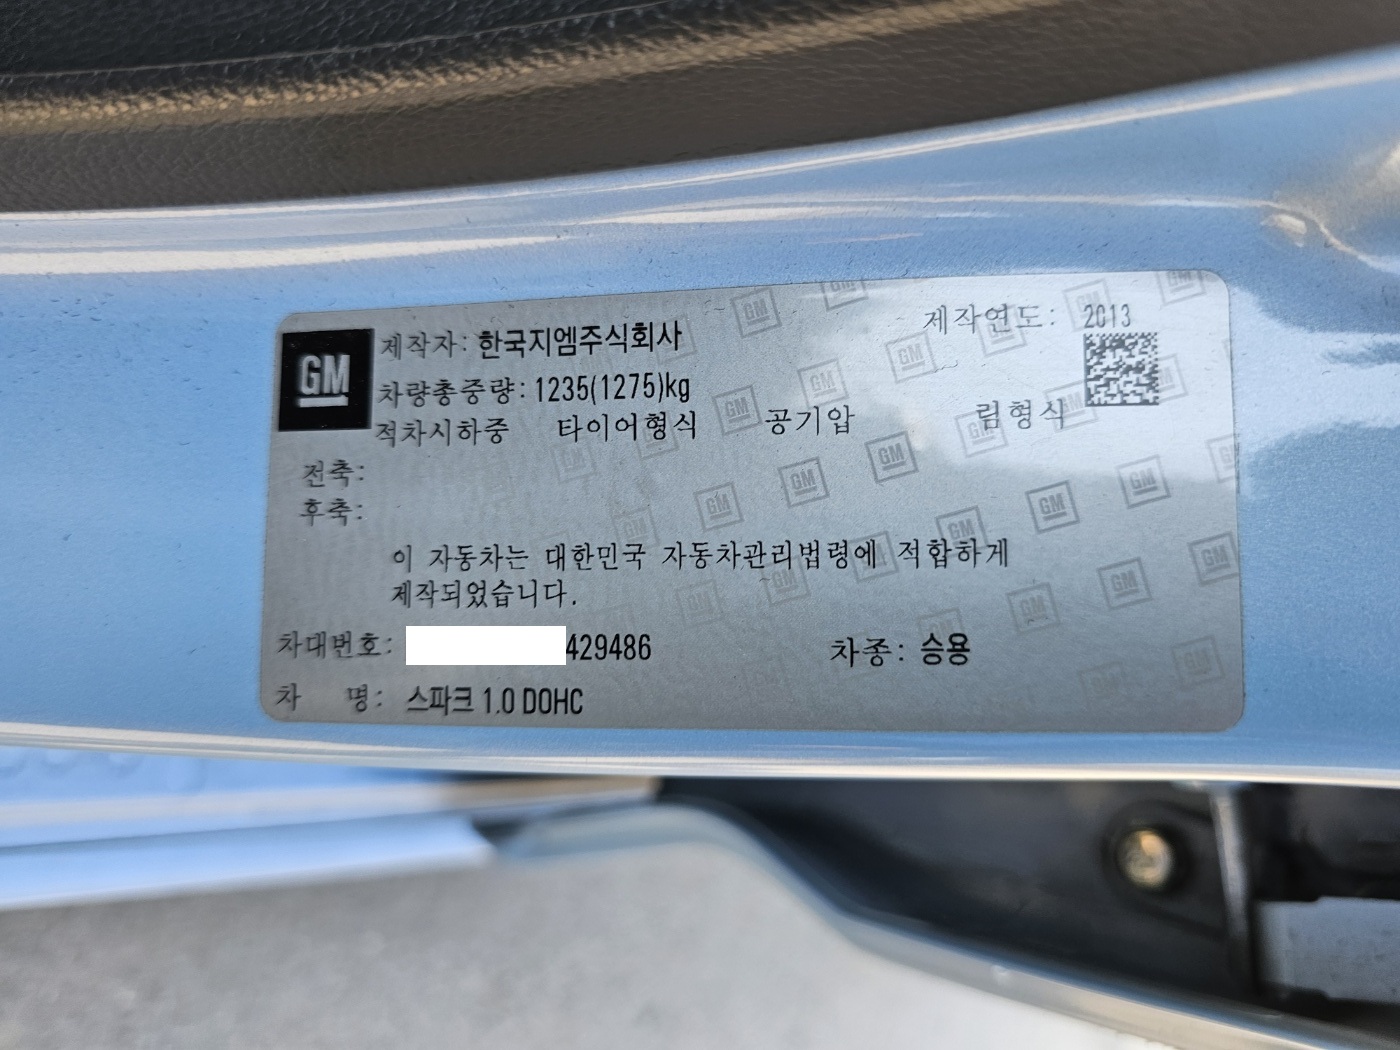 GM
제작자: 한국지엠주식회사 제작연도: 2013
차량총중량: 1235(1275)kg
적차시하중 타이어형식 공기압 림형식
전축:
후축:
이 자동차는 대한민국 자동차관리법령에 적합하게
제작되었습니다.
차대번호: 429486 차종: 승용
차 명: 스파크 1.0 DOHC